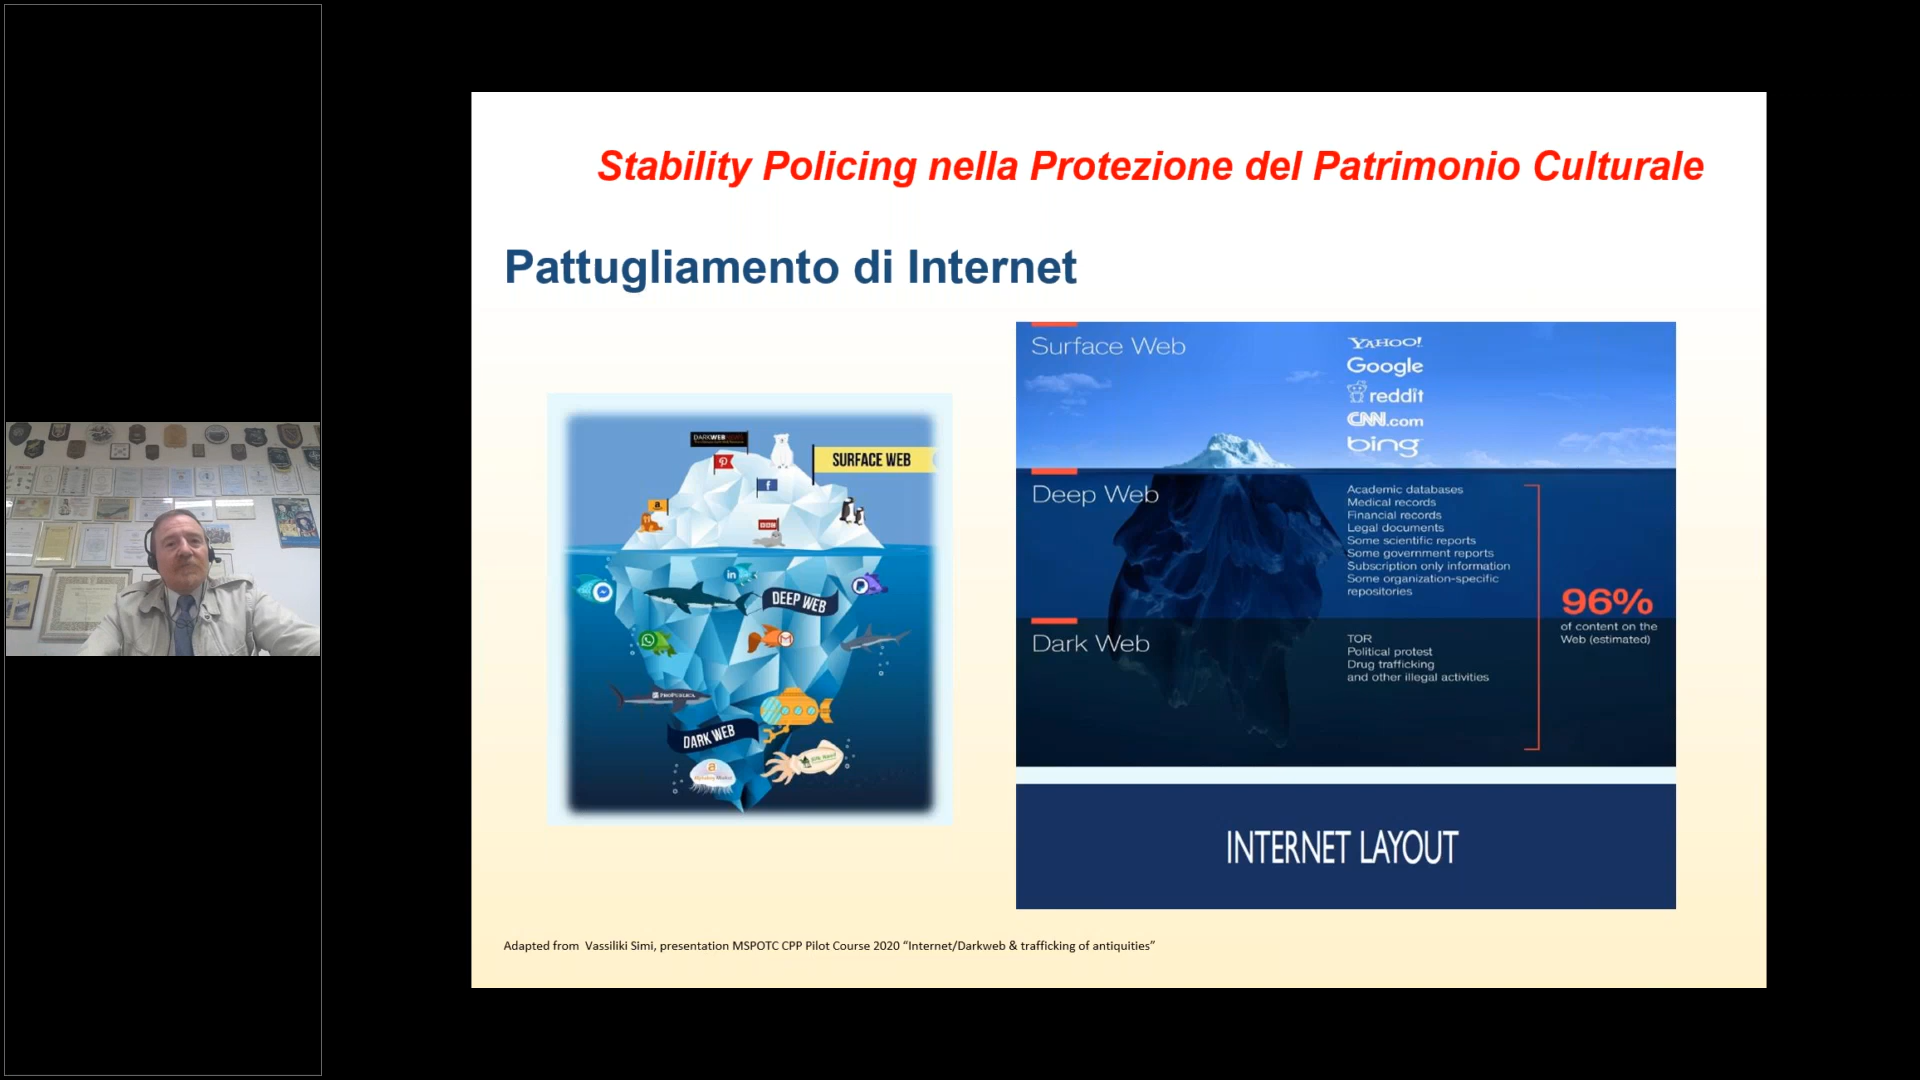 Stability Policing nella Protezione del Patrimonio Culturale
Pattugliamento di Internet
DARKWEB
SURFACE WEB
f
a
BBC
in
DEEP WEB
PROPUBLICA
DARK WEB
a
Surface Web
YAHOO!
Google
reddit
CNN.com
bing
Deep Web
Academic databases
Medical records
Financial records
Legal documents
Some scientific reports
Some government reports
Subscription only information
Some organization-specific
repositories
96%
of content on the
Web (estimated)
Dark Web
TOR
Political protest
Drug trafficking
and other illegal activities
INTERNET LAYOUT
Adapted from Vassiliki Simi, presentation MSPOTC CPP Pilot Course 2020 “Internet/Darkweb & trafficking of antiquities”